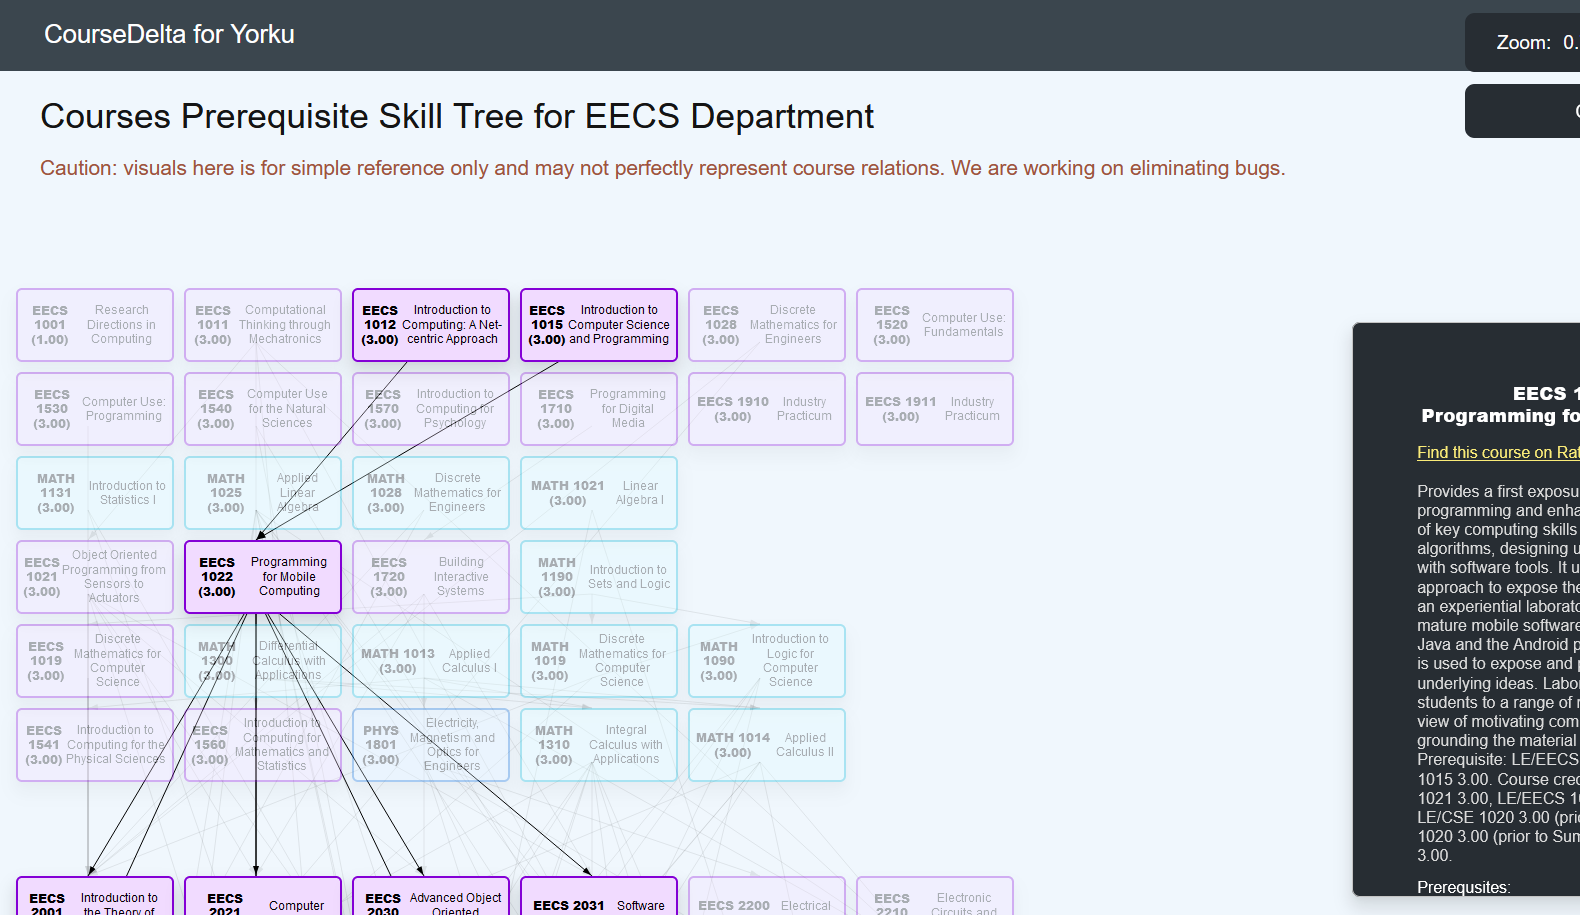 CourseDelta for Yorku
Zoom: 0.
Courses Prerequisite Skill Tree for EECS Department
Caution: visuals here is for simple reference only and may not perfectly represent course relations. We are working on eliminating bugs.
EECS 1001 (1.00) Research Directions in Computing
EECS 1011 (3.00) Computational Thinking through Mechatronics
EECS 1012 (3.00) Introduction to Computing: A Net-centric Approach
EECS 1015 (3.00) Introduction to Computer Science and Programming
EECS 1028 (3.00) Discrete Mathematics for Engineers
EECS 1520 (3.00) Computer Use: Fundamentals
EECS 1530 (3.00) Computer Use: Programming
EECS 1540 (3.00) Computer Use for the Natural Sciences
EECS 1570 (3.00) Introduction to Computing for Psychology
EECS 1710 (3.00) Programming for Digital Media
EECS 1910 (3.00) Industry Practicum
EECS 1911 (3.00) Industry Practicum
MATH 1131 (3.00) Introduction to Statistics I
MATH 1025 (3.00) Applied Linear Algebra
MATH 1028 (3.00) Discrete Mathematics for Engineers
MATH 1021 (3.00) Linear Algebra I
EECS 1021 (3.00) Object Oriented Programming from Sensors to Actuators
EECS 1022 (3.00) Programming for Mobile Computing
EECS 1720 (3.00) Building Interactive Systems
MATH 1190 (3.00) Introduction to Sets and Logic
EECS 1019 (3.00) Discrete Mathematics for Computer Science
MATH 1300 (3.00) Differential Calculus with Applications
MATH 1013 (3.00) Applied Calculus I
MATH 1019 (3.00) Discrete Mathematics for Computer Science
MATH 1090 (3.00) Introduction to Logic for Computer Science
EECS 1541 (3.00) Introduction to Computing for the Physical Sciences
EECS 1560 (3.00) Introduction to Computing for Mathematics and Statistics
PHYS 1801 (3.00) Electricity, Magnetism and Optics for Engineers
MATH 1310 (3.00) Integral Calculus with Applications
MATH 1014 (3.00) Applied Calculus II
EECS 2001 Introduction to the Theory of
EECS 2021 Computer
EECS 2030 Advanced Object Oriented
EECS 2031 Software
EECS 2200 Electrical
EECS 2210 Electronic Circuits and
EECS 1
Programming fo
Find this course on Rat
Provides a first exposu
programming and enha
of key computing skills
algorithms, designing u
with software tools. It u
approach to expose the
an experiential laborato
mature mobile software
Java and the Android p
is used to expose and p
underlying ideas. Labor
students to a range of r
view of motivating com
grounding the material
Prerequisite: LE/EECS
1015 3.00. Course cred
1021 3.00, LE/EECS 10
LE/CSE 1020 3.00 (prio
1020 3.00 (prior to Sum
3.00.
Prerequsites: